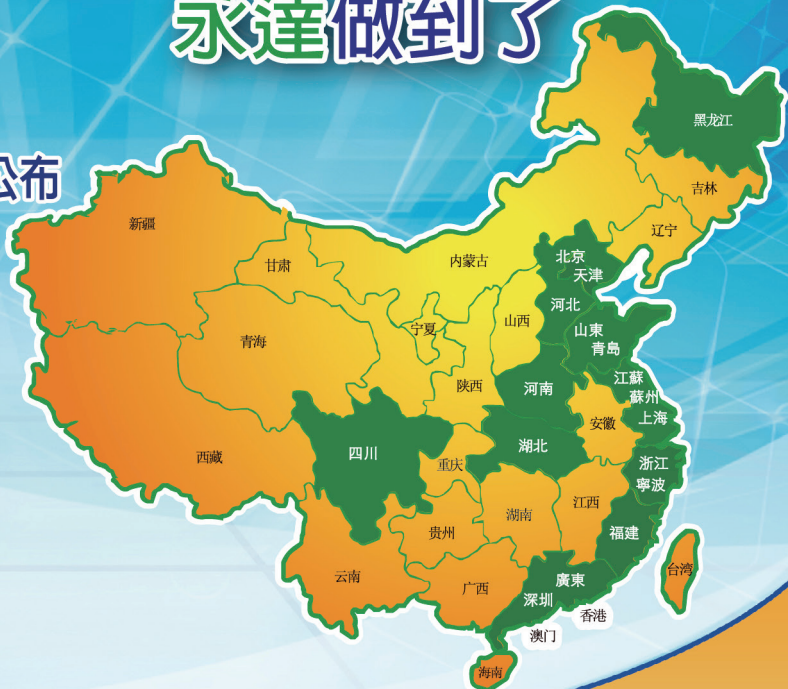 永達做到了
公布
黑龙江
吉林
辽宁
新疆
甘肃
内蒙古
北京
天津
河北
山西
宁夏
青海
山東
青島
陕西
河南
江蘇
蘇州
上海
安徽
湖北
四川
重庆
西藏
浙江
寧波
江西
湖南
贵州
福建
云南
广西
廣東
深圳
台湾
香港
澳门
海南